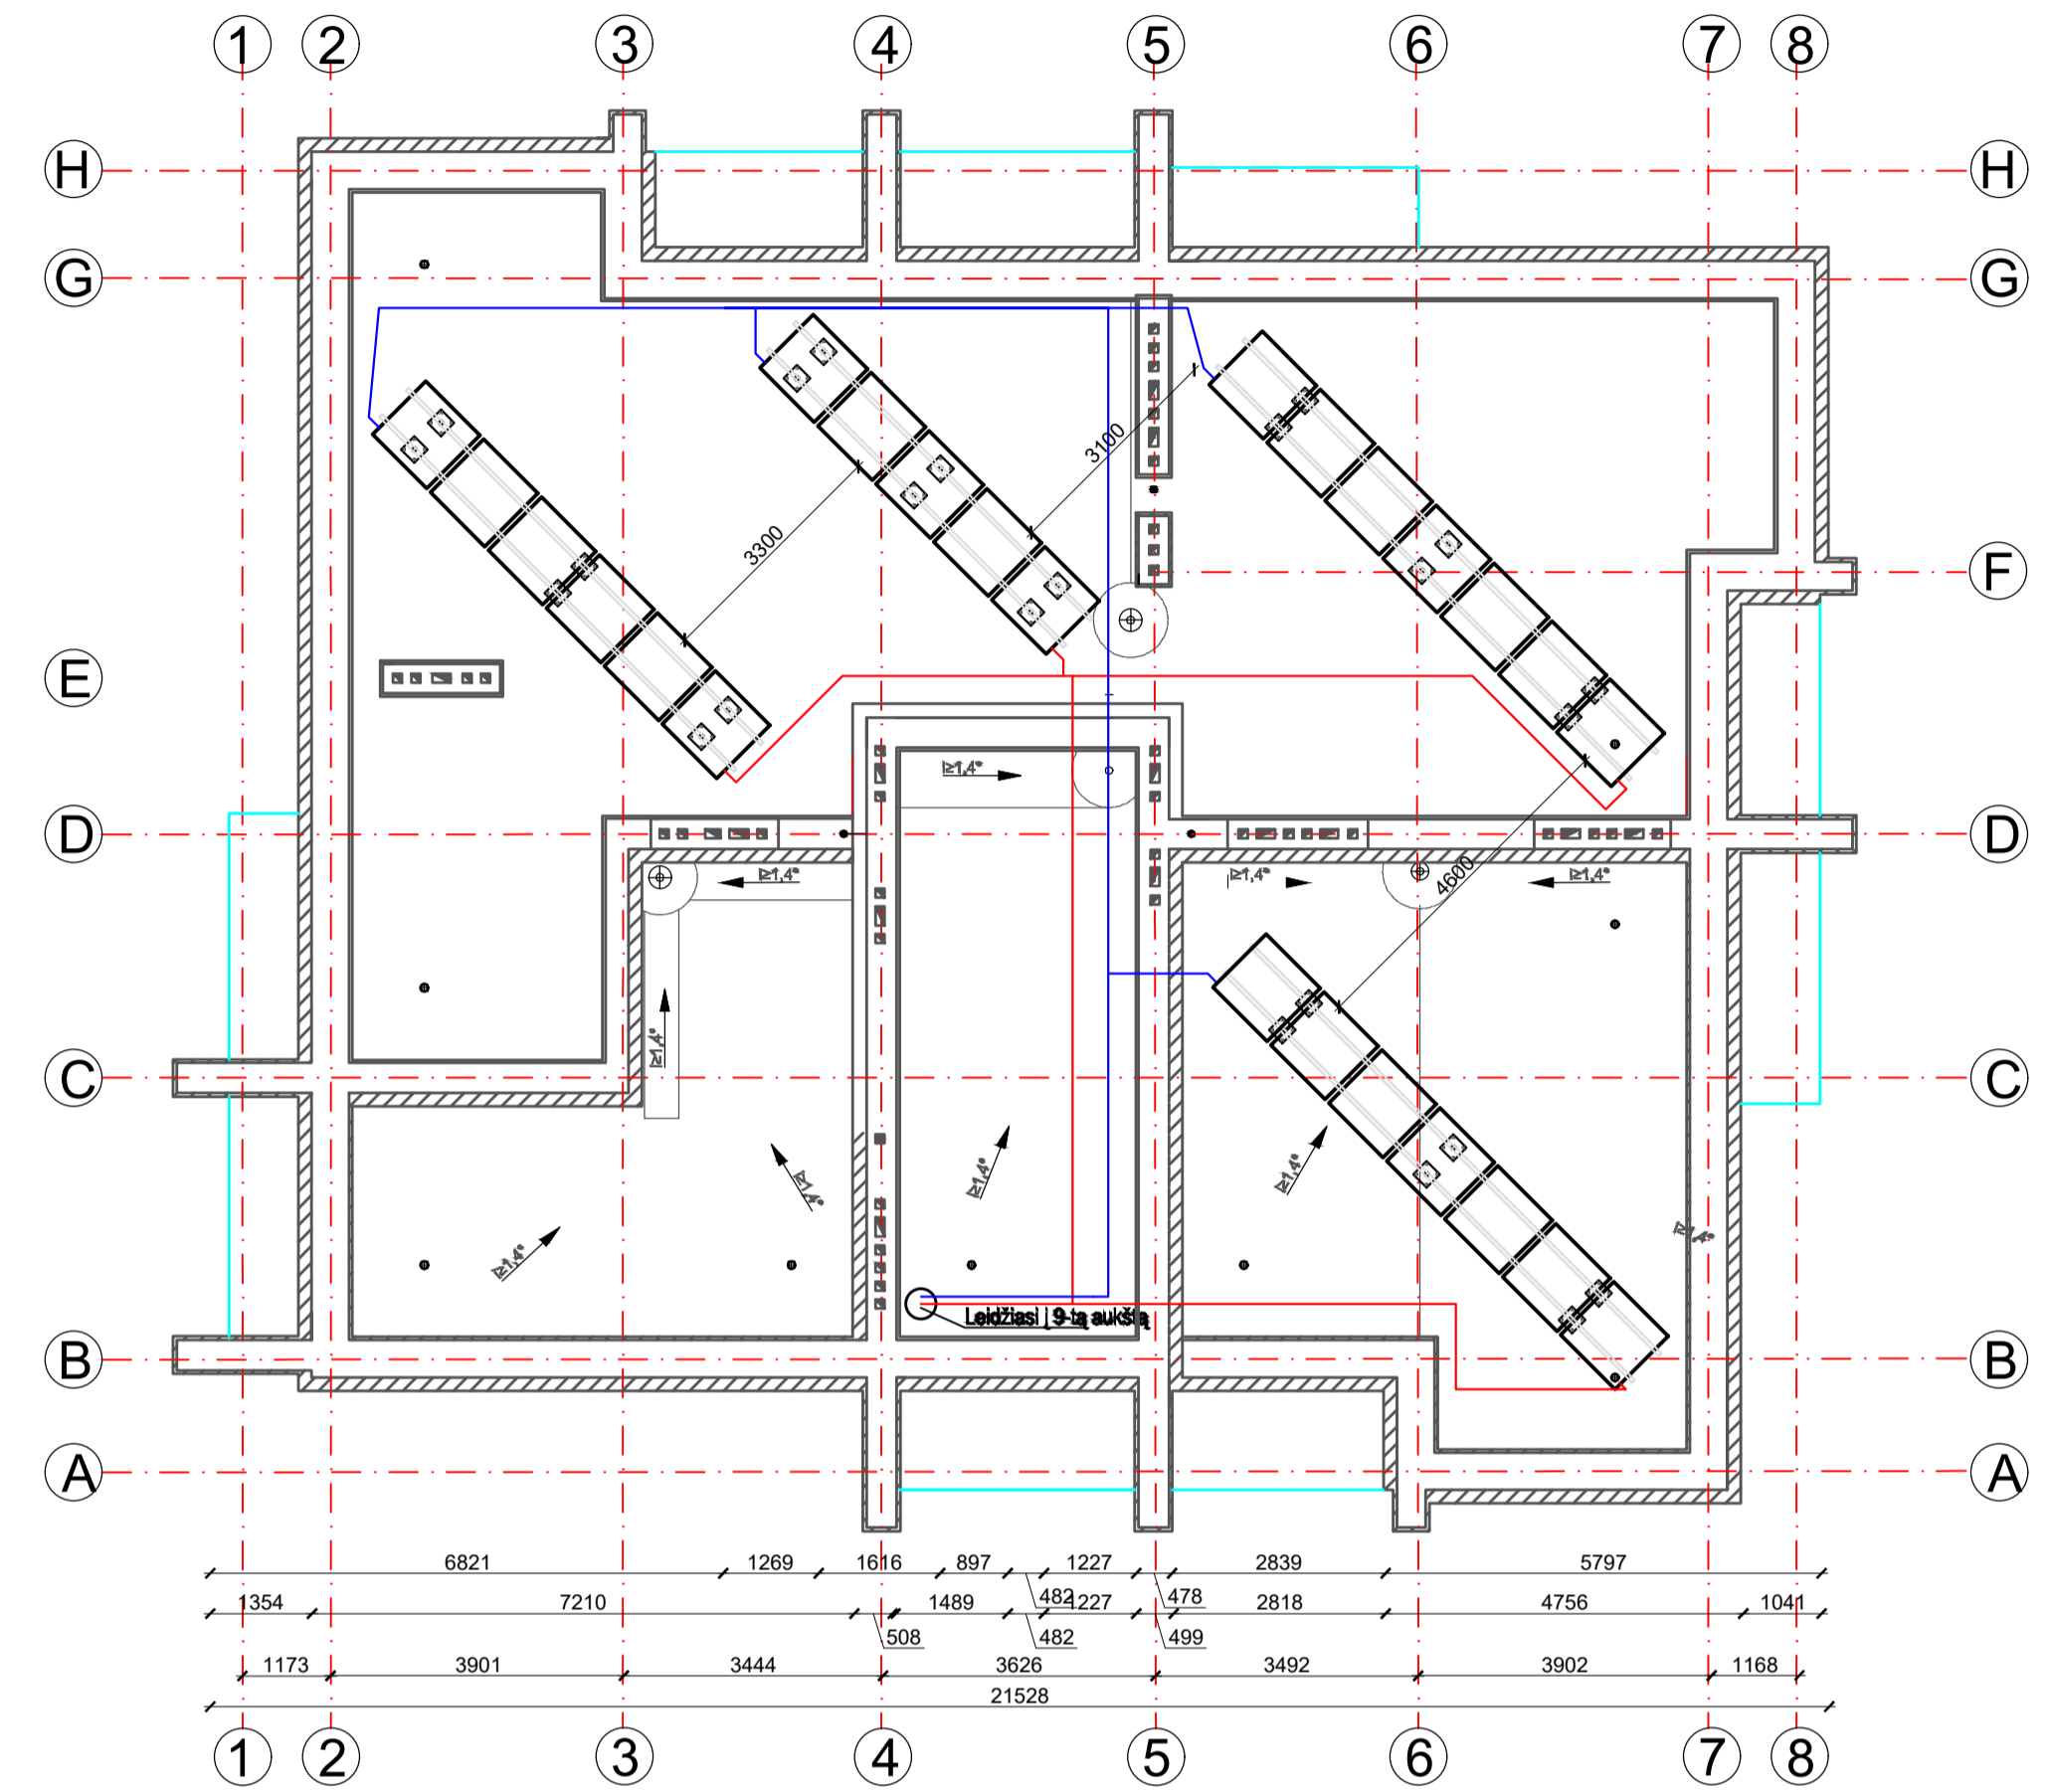 1 2 3 4 5 6 7 8
H H
G G
3100
3300
F
E
i≥1,4°
D D
i≥1,4° i≥1,4° i≥1,4°
4600
i≥1,4°
C C
i≥1,4° i≥1,4° i≥1,4°
i≥1,4° i≥1,4°
Leidžiasi į 9-tą aukštą
B B
A A
6821 1269 1616 897 1227 2839 5797
482 478
1354 7210 1489 1227 2818 4756 1041
508 482 499
1173 3901 3444 3626 3492 3902 1168
21528
1 2 3 4 5 6 7 8